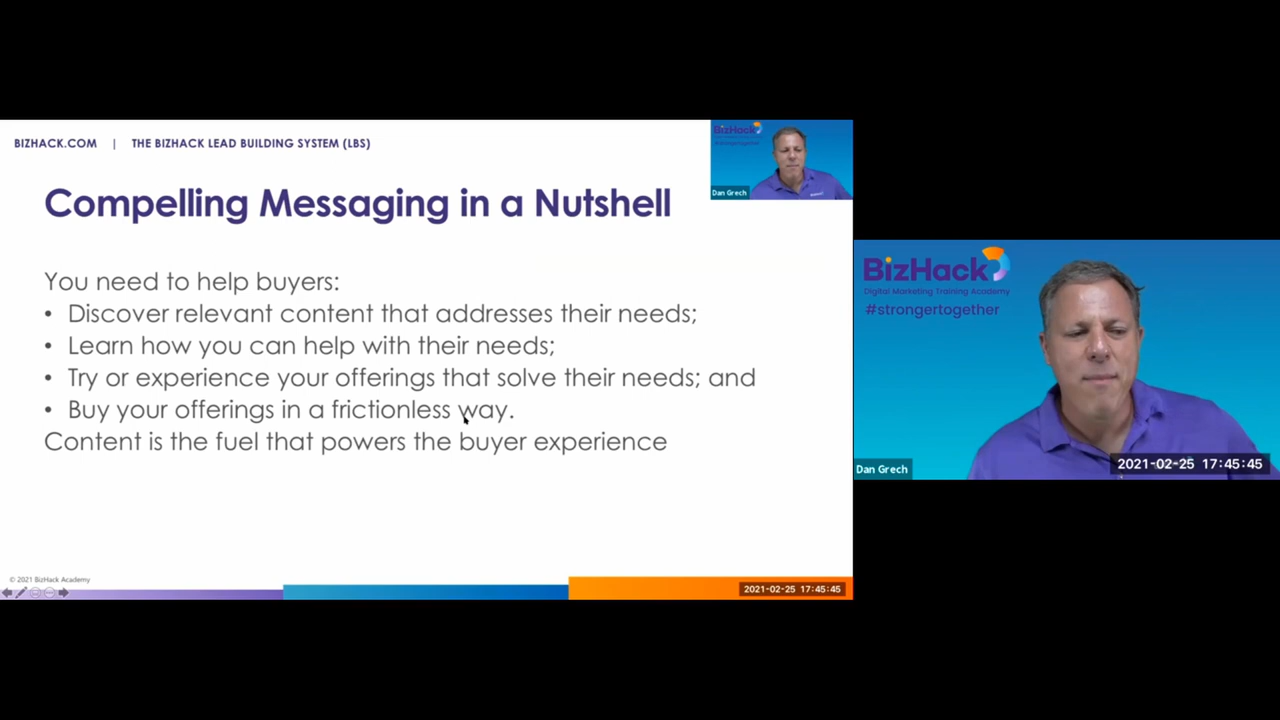 BIZHACK.COM | THE BIZHACK LEAD BUILDING SYSTEM (LBS)
BizHack
#strongertogether
Dan Grech
Compelling Messaging in a Nutshell
You need to help buyers:
• Discover relevant content that addresses their needs;
• Learn how you can help with their needs;
• Try or experience your offerings that solve their needs; and
• Buy your offerings in a frictionless way.
Content is the fuel that powers the buyer experience
© 2021 BizHack Academy
2021-02-25 17:45:45
BizHack
Digital Marketing Training Academy
#strongertogether
Dan Grech
2021-02-25 17:45:45